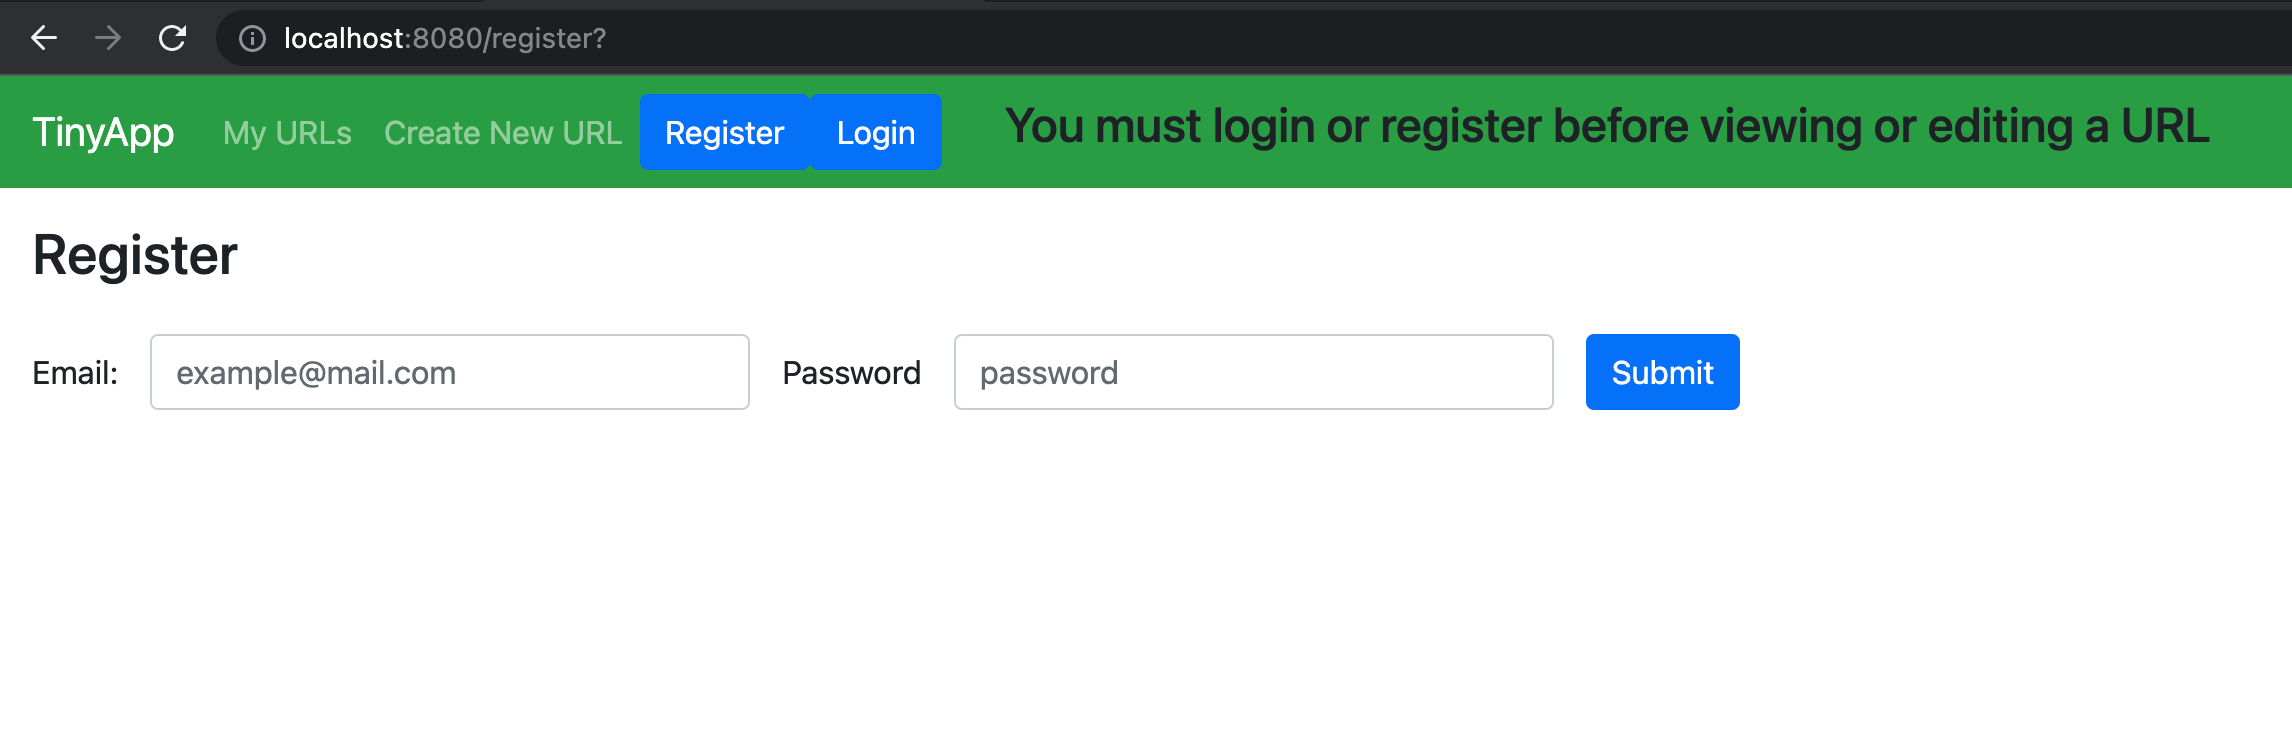 localhost:8080/register?
TinyApp My URLs Create New URL Register Login You must login or register before viewing or editing a URL
Register
Email: example@mail.com Password password Submit